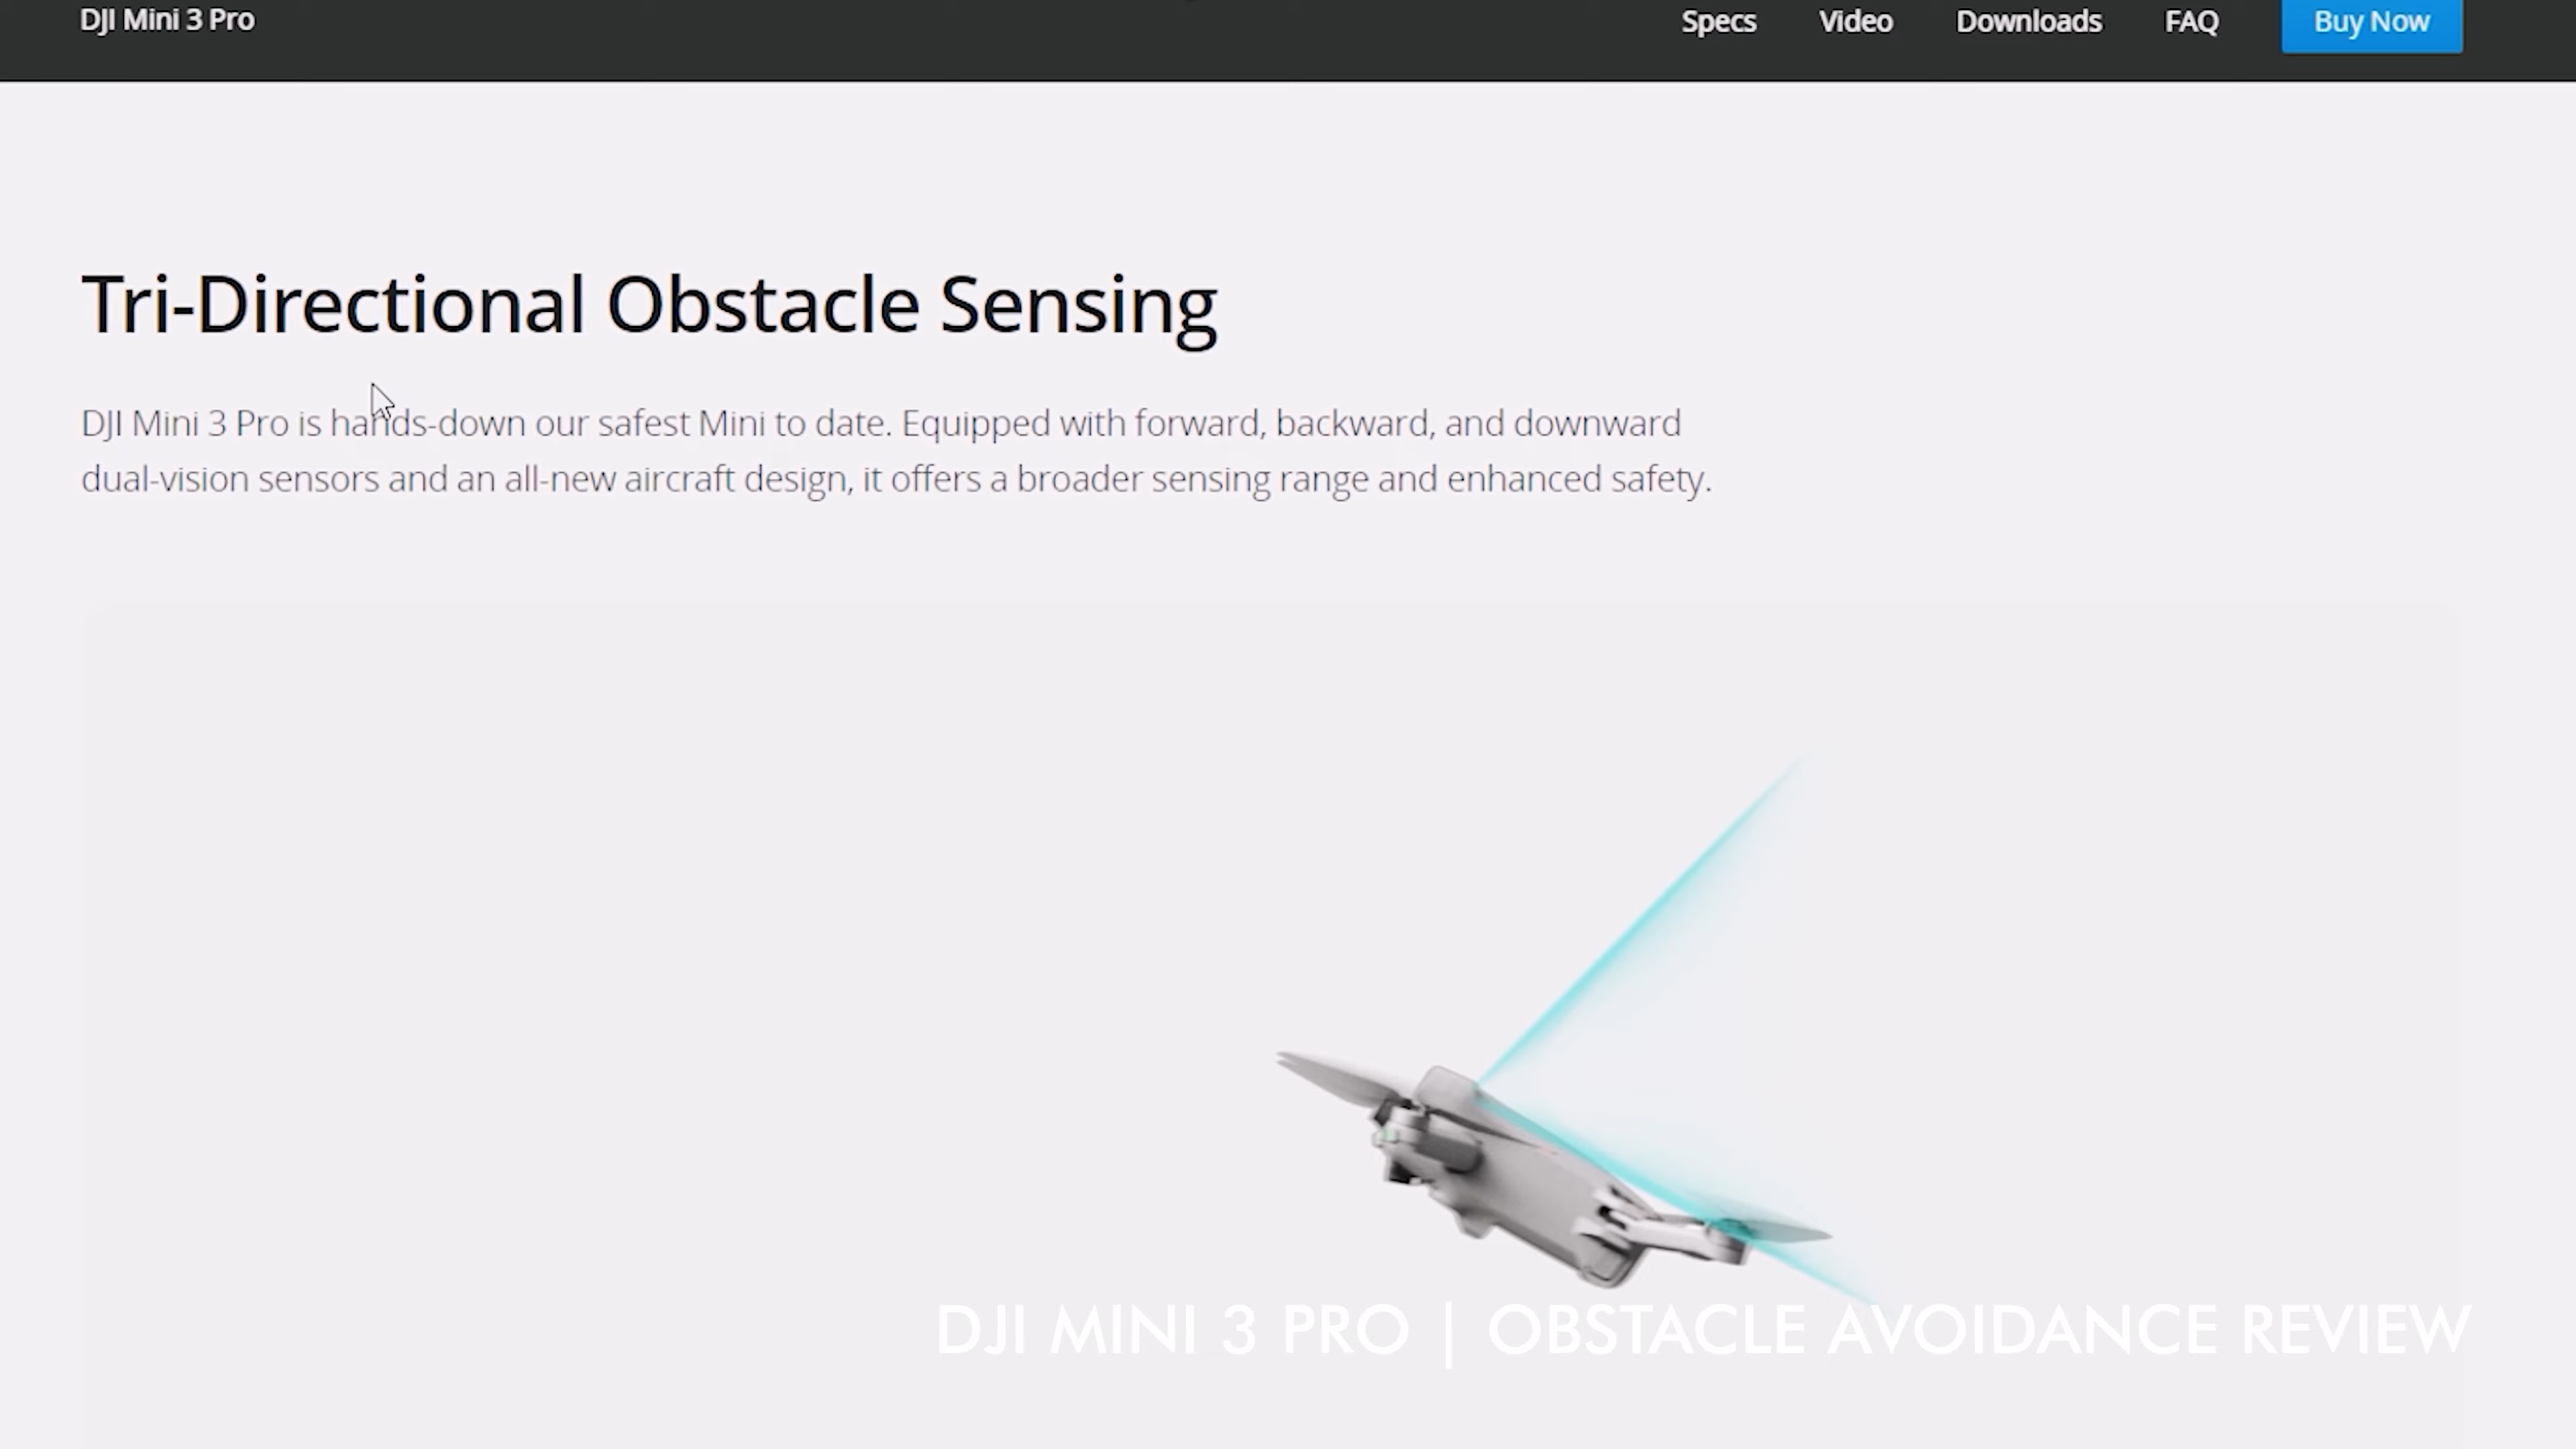 DJI Mini 3 Pro
Specs Video Downloads FAQ Buy Now
Tri-Directional Obstacle Sensing
DJI Mini 3 Pro is hands-down our safest Mini to date. Equipped with forward, backward, and downward
dual-vision sensors and an all-new aircraft design, it offers a broader sensing range and enhanced safety.
DJI MINI 3 PRO | OBSTACLE AVOIDANCE REVIEW